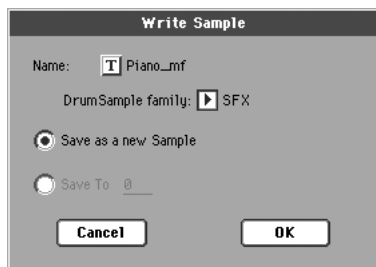 Write Sample
Name: T Piano_mf
DrumSample family: SFX
Save as a new Sample
Save To 0
Cancel OK